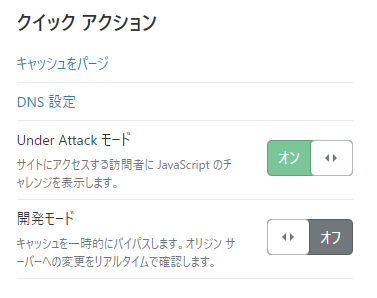 クイック アクション
キャッシュをパージ
DNS 設定
Under Attack モード
オン
サイトにアクセスする訪問者に JavaScript のチ
ャレンジを表示します。
開発モード
オフ
キャッシュを一時的にバイパスします。オリジン サ
ーバーへの変更をリアルタイムで確認します。